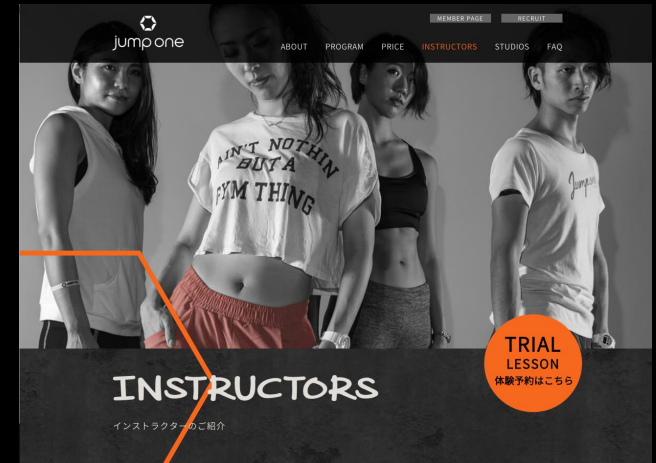 MEMBER PAGE
RECRUIT
jump one
ABOUT
PROGRAM
PRICE
INSTRUCTORS
STUDIOS
FAQ
AIN'T NOTHIN
BUT A
GYM THING
TRIAL
LESSON
体験予約はこちら
INSTRUCTORS
インストラクターのご紹介